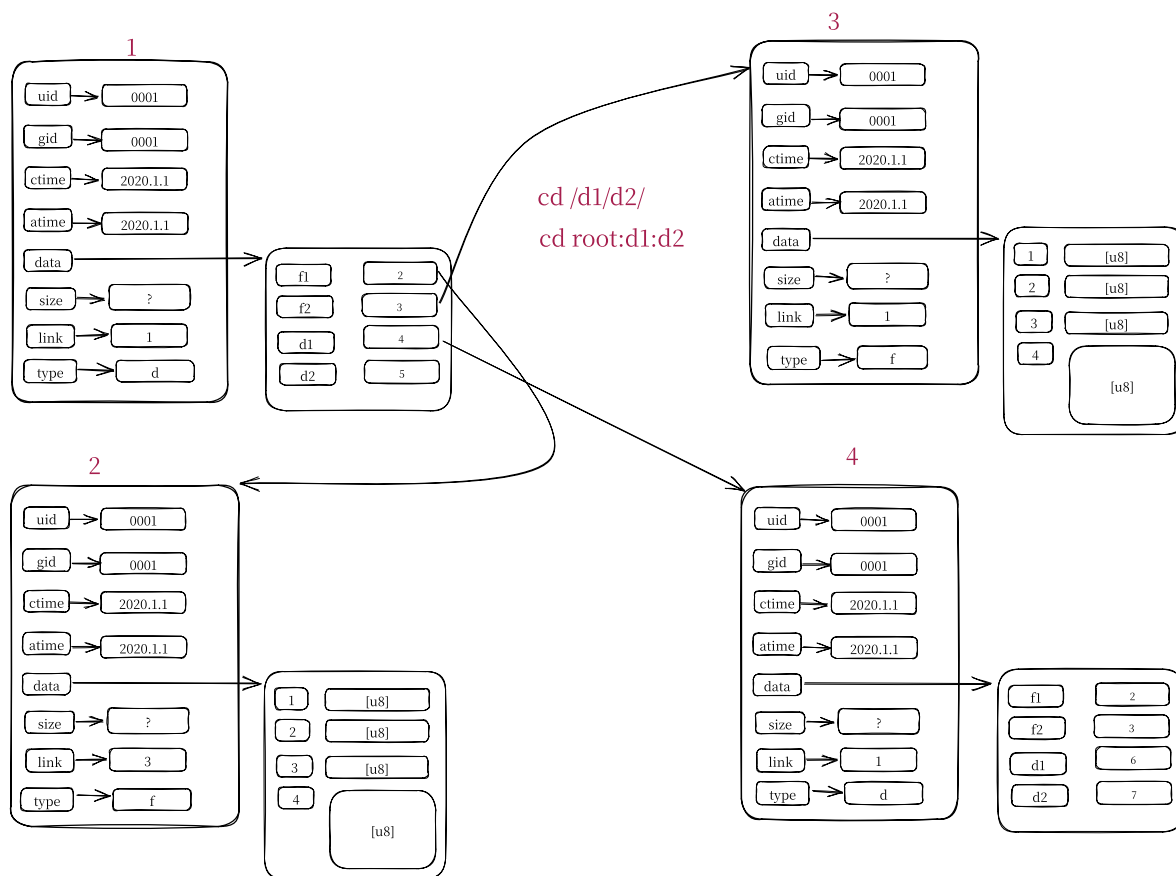 1
uid 0001
gid 0001
ctime 2020.1.1
atime 2020.1.1
data
size ?
link 1
type d
f1 2
f2 3
d1 4
d2 5
cd /d1/d2/
cd root:d1:d2
3
uid 0001
gid 0001
ctime 2020.1.1
atime 2020.1.1
data
size ?
link 1
type f
1 [u8]
2 [u8]
3 [u8]
4 [u8]
2
uid 0001
gid 0001
ctime 2020.1.1
atime 2020.1.1
data
size ?
link 3
type f
1 [u8]
2 [u8]
3 [u8]
4 [u8]
4
uid 0001
gid 0001
ctime 2020.1.1
atime 2020.1.1
data
size ?
link 1
type d
f1 2
f2 3
d1 6
d2 7